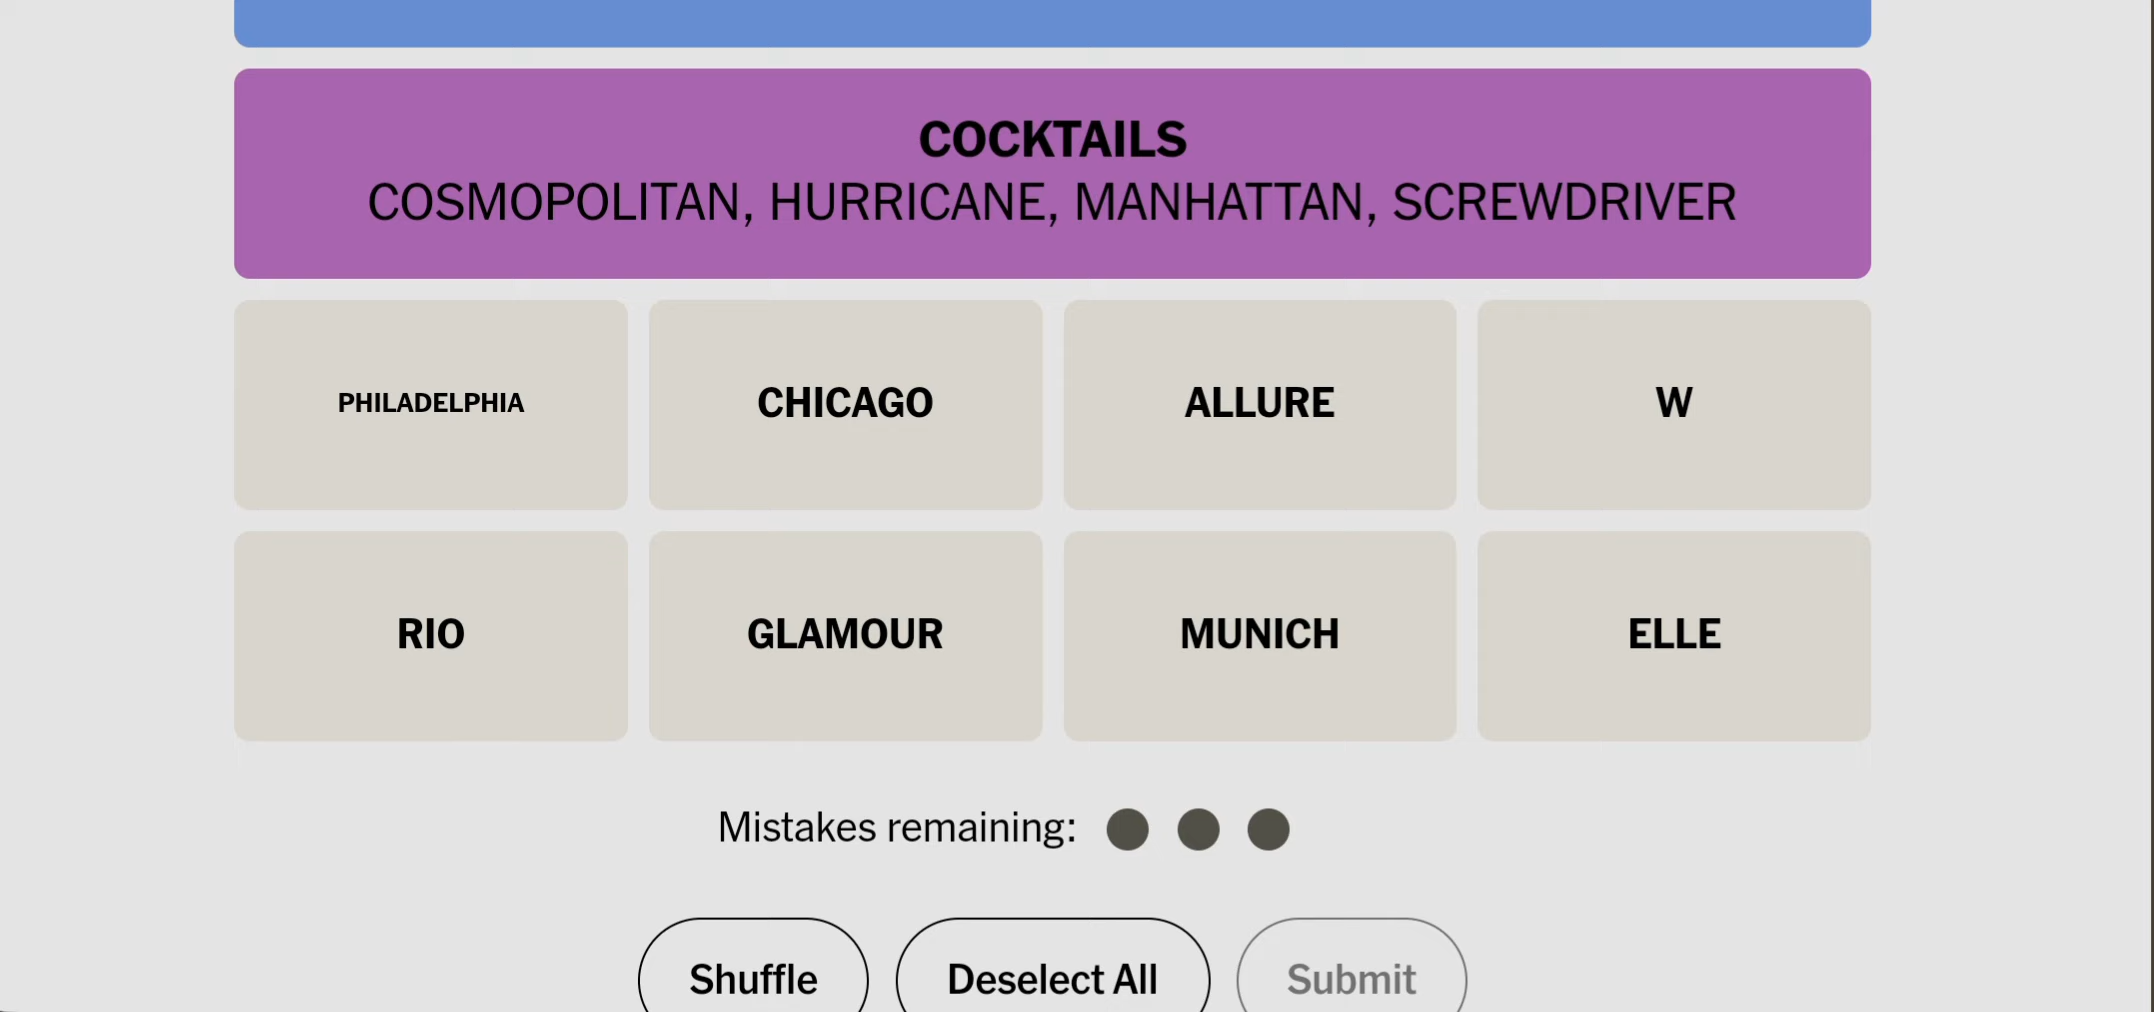 COCKTAILS
COSMOPOLITAN, HURRICANE, MANHATTAN, SCREWDRIVER
PHILADELPHIA CHICAGO ALLURE W
RIO GLAMOUR MUNICH ELLE
Mistakes remaining:
Shuffle Deselect All Submit